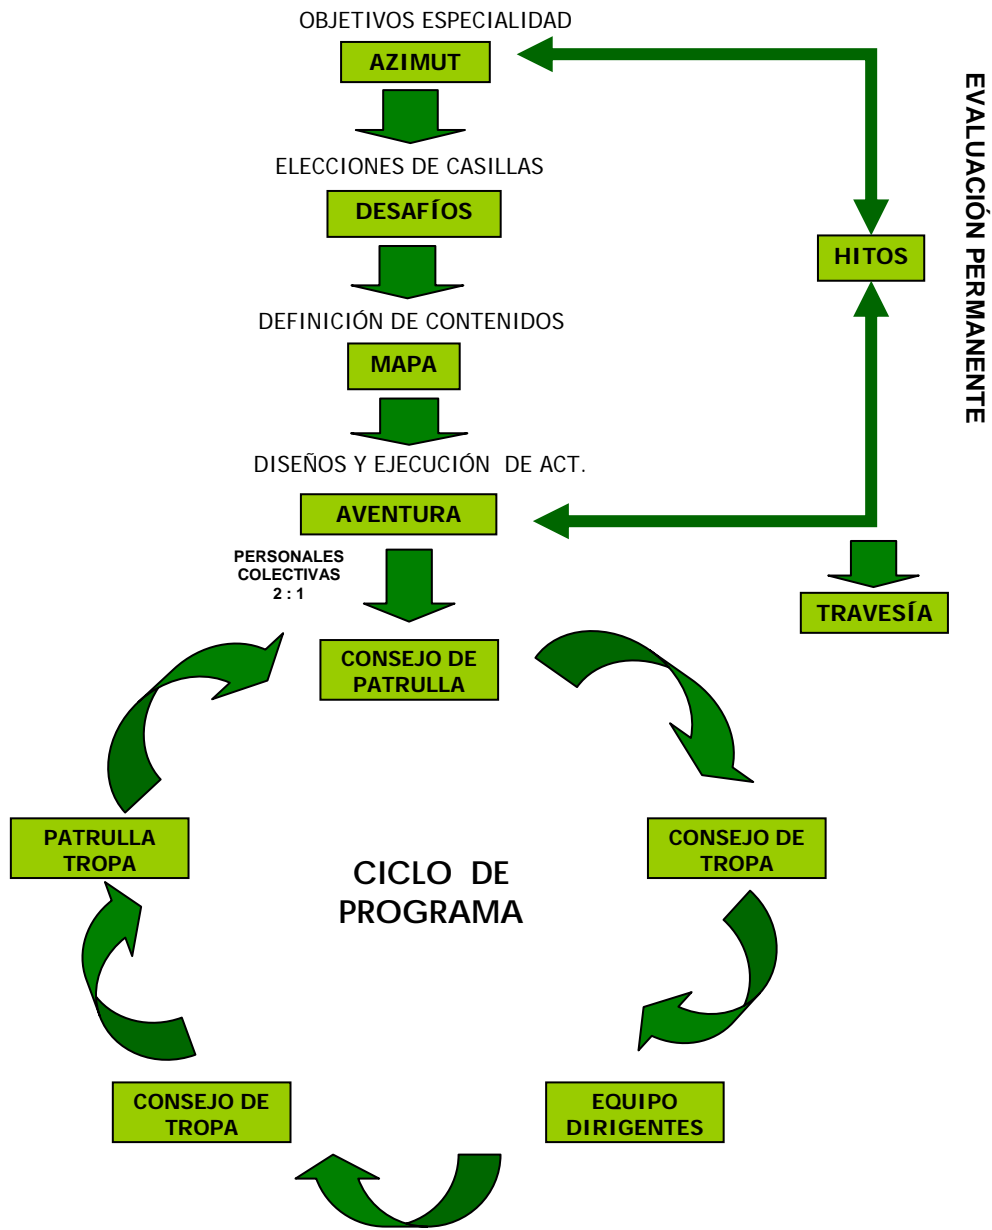 OBJETIVOS ESPECIALIDAD
AZIMUT
ELECCIONES DE CASILLAS
DESAFÍOS
DEFINICIÓN DE CONTENIDOS
MAPA
DISEÑOS Y EJECUCIÓN DE ACT.
AVENTURA
PERSONALES
COLECTIVAS
2 : 1
HITOS
EVALUACIÓN PERMANENTE
TRAVESÍA
CONSEJO DE
PATRULLA
CONSEJO DE
TROPA
EQUIPO
DIRIGENTES
CONSEJO DE
TROPA
PATRULLA
TROPA
CICLO DE
PROGRAMA